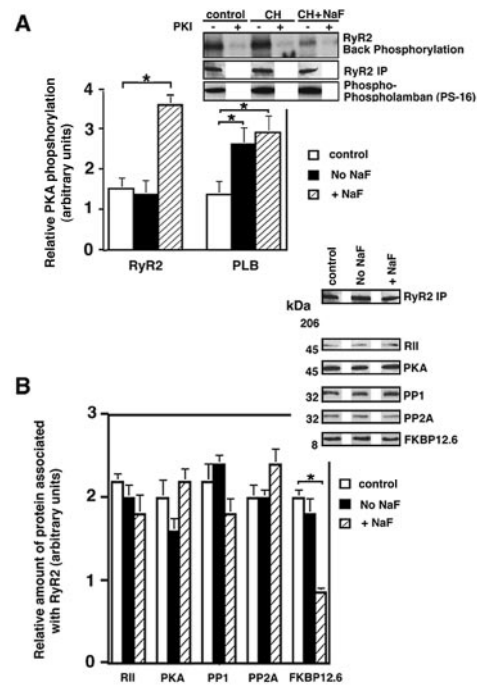 A
control CH CH+NaF
PKI - + - + - +
RyR2
Back Phosphorylation
RyR2 IP
Phospho-
Phospholamban (PS-16)
Relative PKA phopshorylation
(arbitrary units)
4
3
2
1
0
*
*
*
control
No NaF
+ NaF
RyR2 PLB
control No NaF + NaF
kDa
RyR2 IP
206
45 RII
45 PKA
32 PP1
32 PP2A
8 FKBP12.6
B
Relative amount of protein associated
with RyR2 (arbitrary units)
3
2
1
0
*
control
No NaF
+ NaF
RII PKA PP1 PP2A FKBP12.6